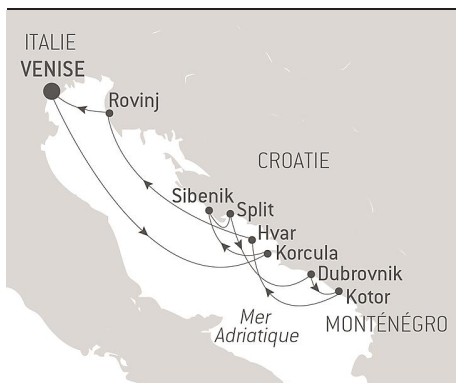 ITALIE
VENISE
Rovinj
CROATIE
Sibenik
Split
Hvar
Korcula
Dubrovnik
Kotor
Mer
Adriatique
MONTÉNÉGRO